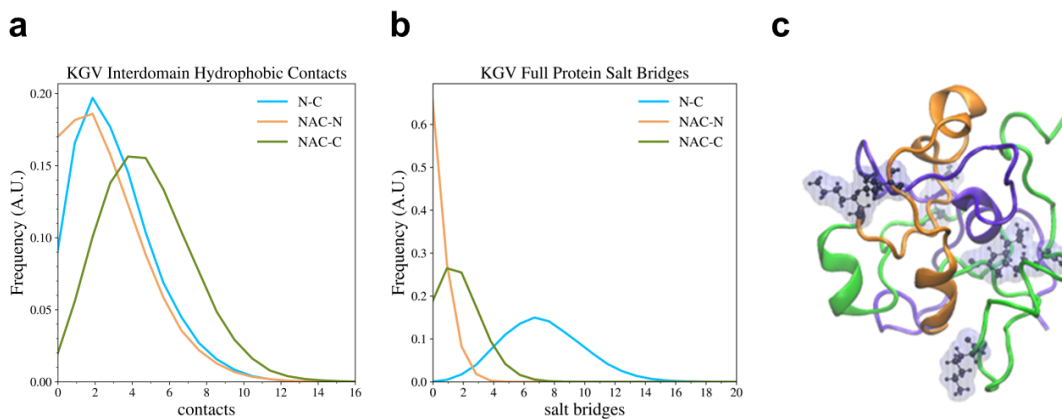 a
KGV Interdomain Hydrophobic Contacts
N-C
NAC-N
NAC-C
Frequency (A.U.)
0.20
0.15
0.10
0.05
0.00
0 2 4 6 8 10 12 14 16
contacts
b
KGV Full Protein Salt Bridges
N-C
NAC-N
NAC-C
Frequency (A.U.)
0.6
0.5
0.4
0.3
0.2
0.1
0.0
0 2 4 6 8 10 12 14 16 18 20
salt bridges
c